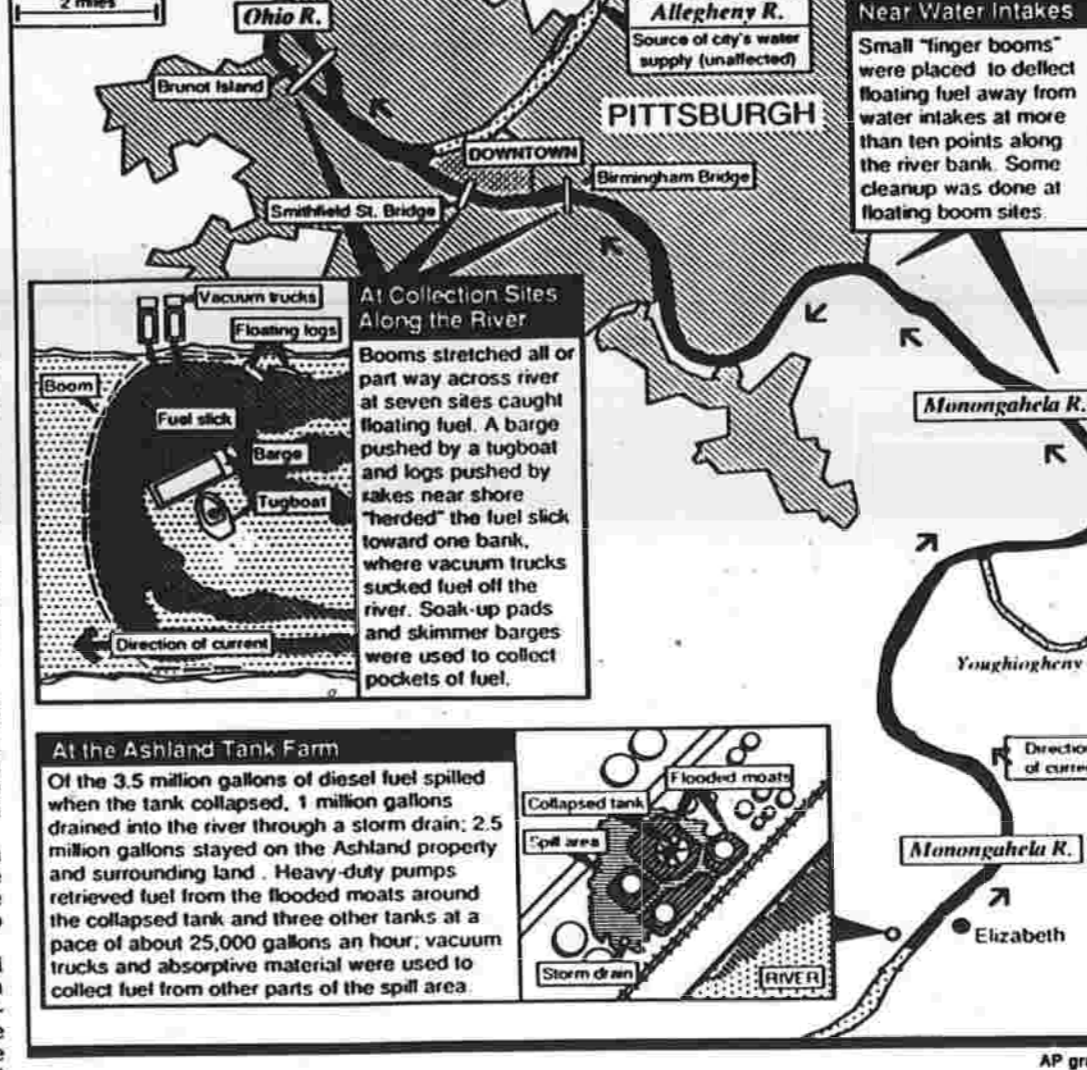 2 miles
Ohio R.
Allegheny R.
Source of city's water
supply (unaffected)
Near Water Intakes
Small "finger booms"
were placed to deflect
floating fuel away from
water intakes at more
than ten points along
the river bank. Some
cleanup was done at
floating boom sites.
Brunot Island
PITTSBURGH
DOWNTOWN
Birmingham Bridge
Smithfield St. Bridge
Vacuum trucks
Floating logs
Boom
Fuel slick
Barge
Tugboat
Direction of current
At Collection Sites
Along the River
Booms stretched all or
part way across river
at seven sites caught
floating fuel. A barge
pushed by a tugboat
and logs pushed by
rakes near shore
"herded" the fuel slick
toward one bank,
where vacuum trucks
sucked fuel off the
river. Soak-up pads
and skimmer barges
were used to collect
pockets of fuel.
Monongahela R.
Youghiogheny
Directio
of curre
Monongahela R.
Elizabeth
At the Ashland Tank Farm
Of the 3.5 million gallons of diesel fuel spilled
when the tank collapsed, 1 million gallons
drained into the river through a storm drain; 2.5
million gallons stayed on the Ashland property
and surrounding land . Heavy-duty pumps
retrieved fuel from the flooded moats around
the collapsed tank and three other tanks at a
pace of about 25,000 gallons an hour; vacuum
trucks and absorptive material were used to
collect fuel from other parts of the spill area.
Flooded moats
Collapsed tank
Spill area
Storm drain
RIVER
AP gr